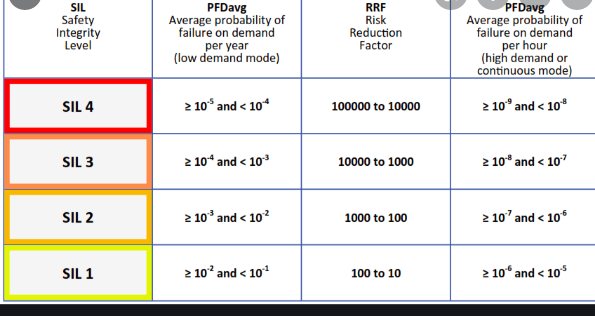 SIL
Safety
Integrity
Level
PFDavg
Average probability of
failure on demand
per year
(low demand mode)
RRF
Risk
Reduction
Factor
PFDavg
Average probability of
failure on demand
per hour
(high demand or
continuous mode)
SIL 4
≥ 10⁻⁵ and < 10⁻⁴
100000 to 10000
≥ 10⁻⁹ and < 10⁻⁸
SIL 3
≥ 10⁻⁴ and < 10⁻³
10000 to 1000
≥ 10⁻⁸ and < 10⁻⁷
SIL 2
≥ 10⁻³ and < 10⁻²
1000 to 100
≥ 10⁻⁷ and < 10⁻⁶
SIL 1
≥ 10⁻² and < 10⁻¹
100 to 10
≥ 10⁻⁶ and < 10⁻⁵